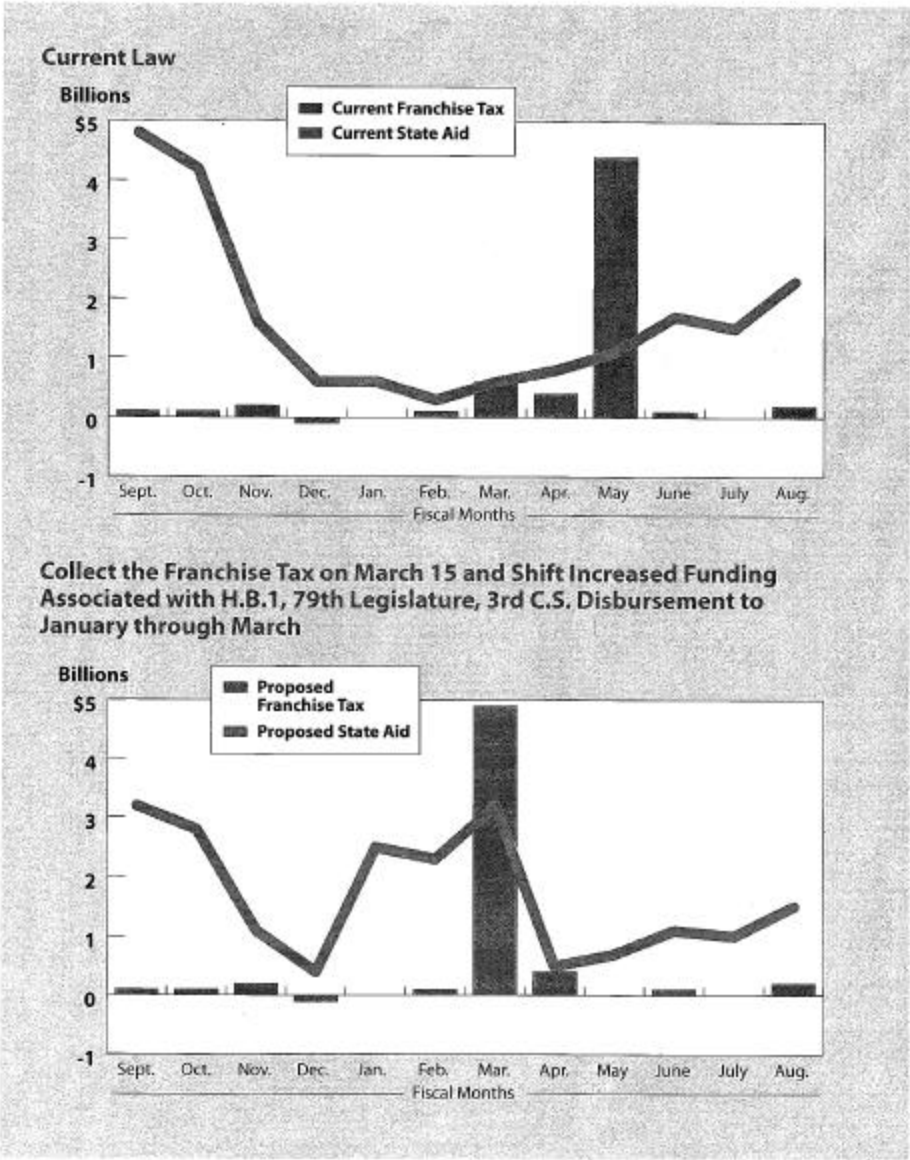 Current Law
Billions
Current Franchise Tax
Current State Aid
$5
4
3
2
1
0
-1
Sept. Oct. Nov. Dec. Jan. Feb. Mar. Apr. May June July Aug.
Fiscal Months
Collect the Franchise Tax on March 15 and Shift Increased Funding
Associated with H.B.1, 79th Legislature, 3rd C.S. Disbursement to
January through March
Billions
Proposed
Franchise Tax
Proposed State Aid
$5
4
3
2
1
0
-1
Sept. Oct. Nov. Dec. Jan. Feb. Mar. Apr. May June July Aug.
Fiscal Months